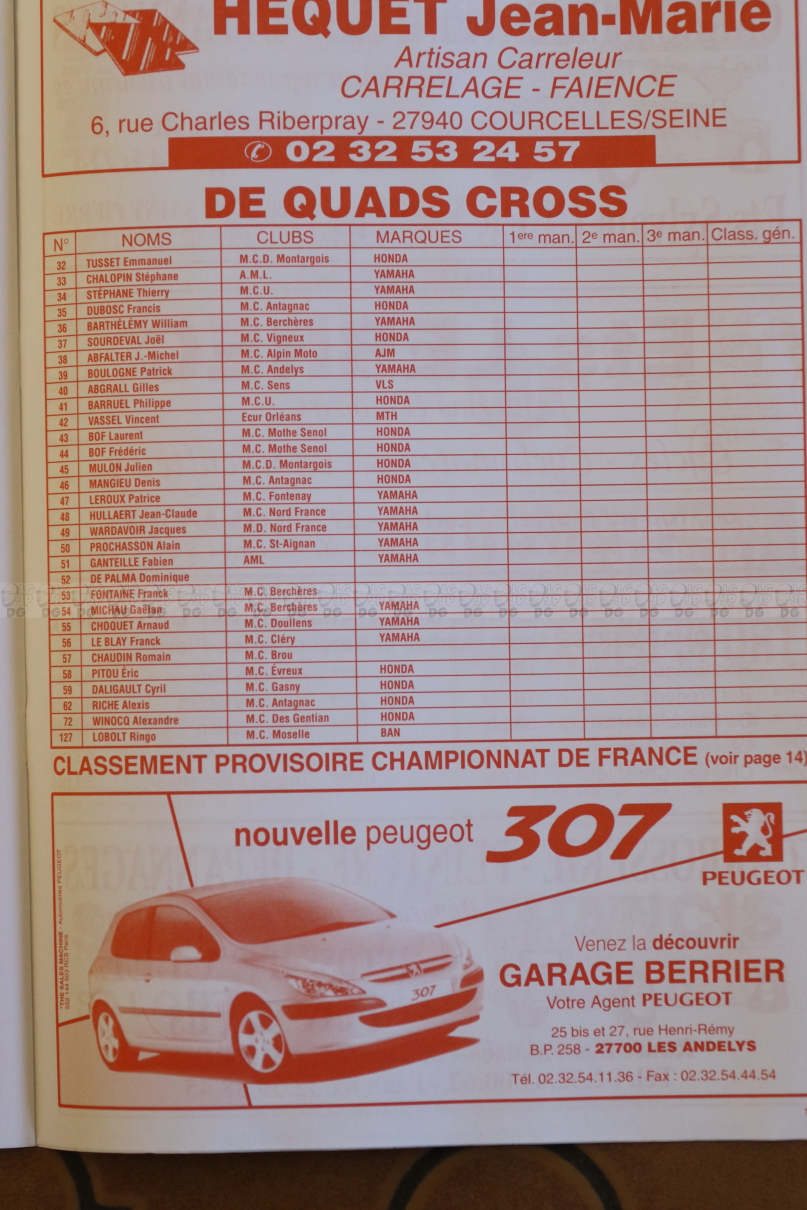 HEQUET Jean-Marie
Artisan Carreleur
CARRELAGE - FAIENCE
6, rue Charles Riberpray - 27940 COURCELLES/SEINE
✆ 02 32 53 24 57
DE QUADS CROSS
N° NOMS CLUBS MARQUES 1ere man. 2e man. 3e man. Class. gén.
32 TUSSET Emmanuel M.C.D. Montargois HONDA
33 CHALOPIN Stéphane A.M.L. YAMAHA
34 STÉPHANE Thierry M.C.U. YAMAHA
35 DUBOSC Francis M.C. Antagnac HONDA
36 BARTHÉLÉMY William M.C. Berchères YAMAHA
37 SOURDEVAL Joël M.C. Vigneux HONDA
38 ABFALTER J.-Michel M.C. Alpin Moto AJM
39 BOULOGNE Patrick M.C. Andelys YAMAHA
40 ABGRALL Gilles M.C. Sens VLS
41 BARRUEL Philippe M.C.U. HONDA
42 VASSEL Vincent Ecur Orléans MTH
43 BOF Laurent M.C. Mothe Senol HONDA
44 BOF Frédéric M.C. Mothe Senol HONDA
45 MULON Julien M.C.D. Montargois HONDA
46 MANGIEU Denis M.C. Antagnac HONDA
47 LEROUX Patrice M.C. Fontenay YAMAHA
48 HULLAERT Jean-Claude M.C. Nord France YAMAHA
49 WARDAVOIR Jacques M.D. Nord France YAMAHA
50 PROCHASSON Alain M.C. St-Aignan YAMAHA
51 GANTEILLE Fabien AML YAMAHA
52 DE PALMA Dominique
53 FONTAINE Franck M.C. Berchères
54 MICHAU Gaëtan M.C. Berchères YAMAHA
55 CHOQUET Arnaud M.C. Doullens YAMAHA
56 LE BLAY Franck M.C. Cléry YAMAHA
57 CHAUDIN Romain M.C. Brou
58 PITOU Éric M.C. Évreux HONDA
59 DALIGAULT Cyril M.C. Gasny HONDA
62 RICHE Alexis M.C. Antagnac HONDA
72 WINOCQ Alexandre M.C. Des Gentian HONDA
127 LOBOLT Ringo M.C. Moselle BAN
CLASSEMENT PROVISOIRE CHAMPIONNAT DE FRANCE (voir page 14)
nouvelle peugeot 307
PEUGEOT
307
Venez la découvrir
GARAGE BERRIER
Votre Agent PEUGEOT
25 bis et 27, rue Henri-Rémy
B.P. 258 - 27700 LES ANDELYS
Tél. 02.32.54.11.36 - Fax : 02.32.54.44.54